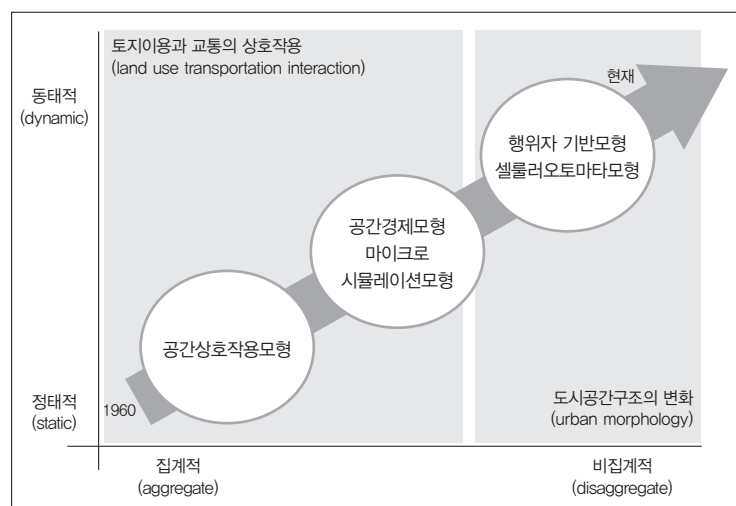 토지이용과 교통의 상호작용
(land use transportation interaction)
현재
동태적
(dynamic)
행위자 기반모형
셀룰러오토마타모형
공간경제모형
마이크로
시뮬레이션모형
공간상호작용모형
정태적
(static)
1960
도시공간구조의 변화
(urban morphology)
집계적
(aggregate)
비집계적
(disaggregate)